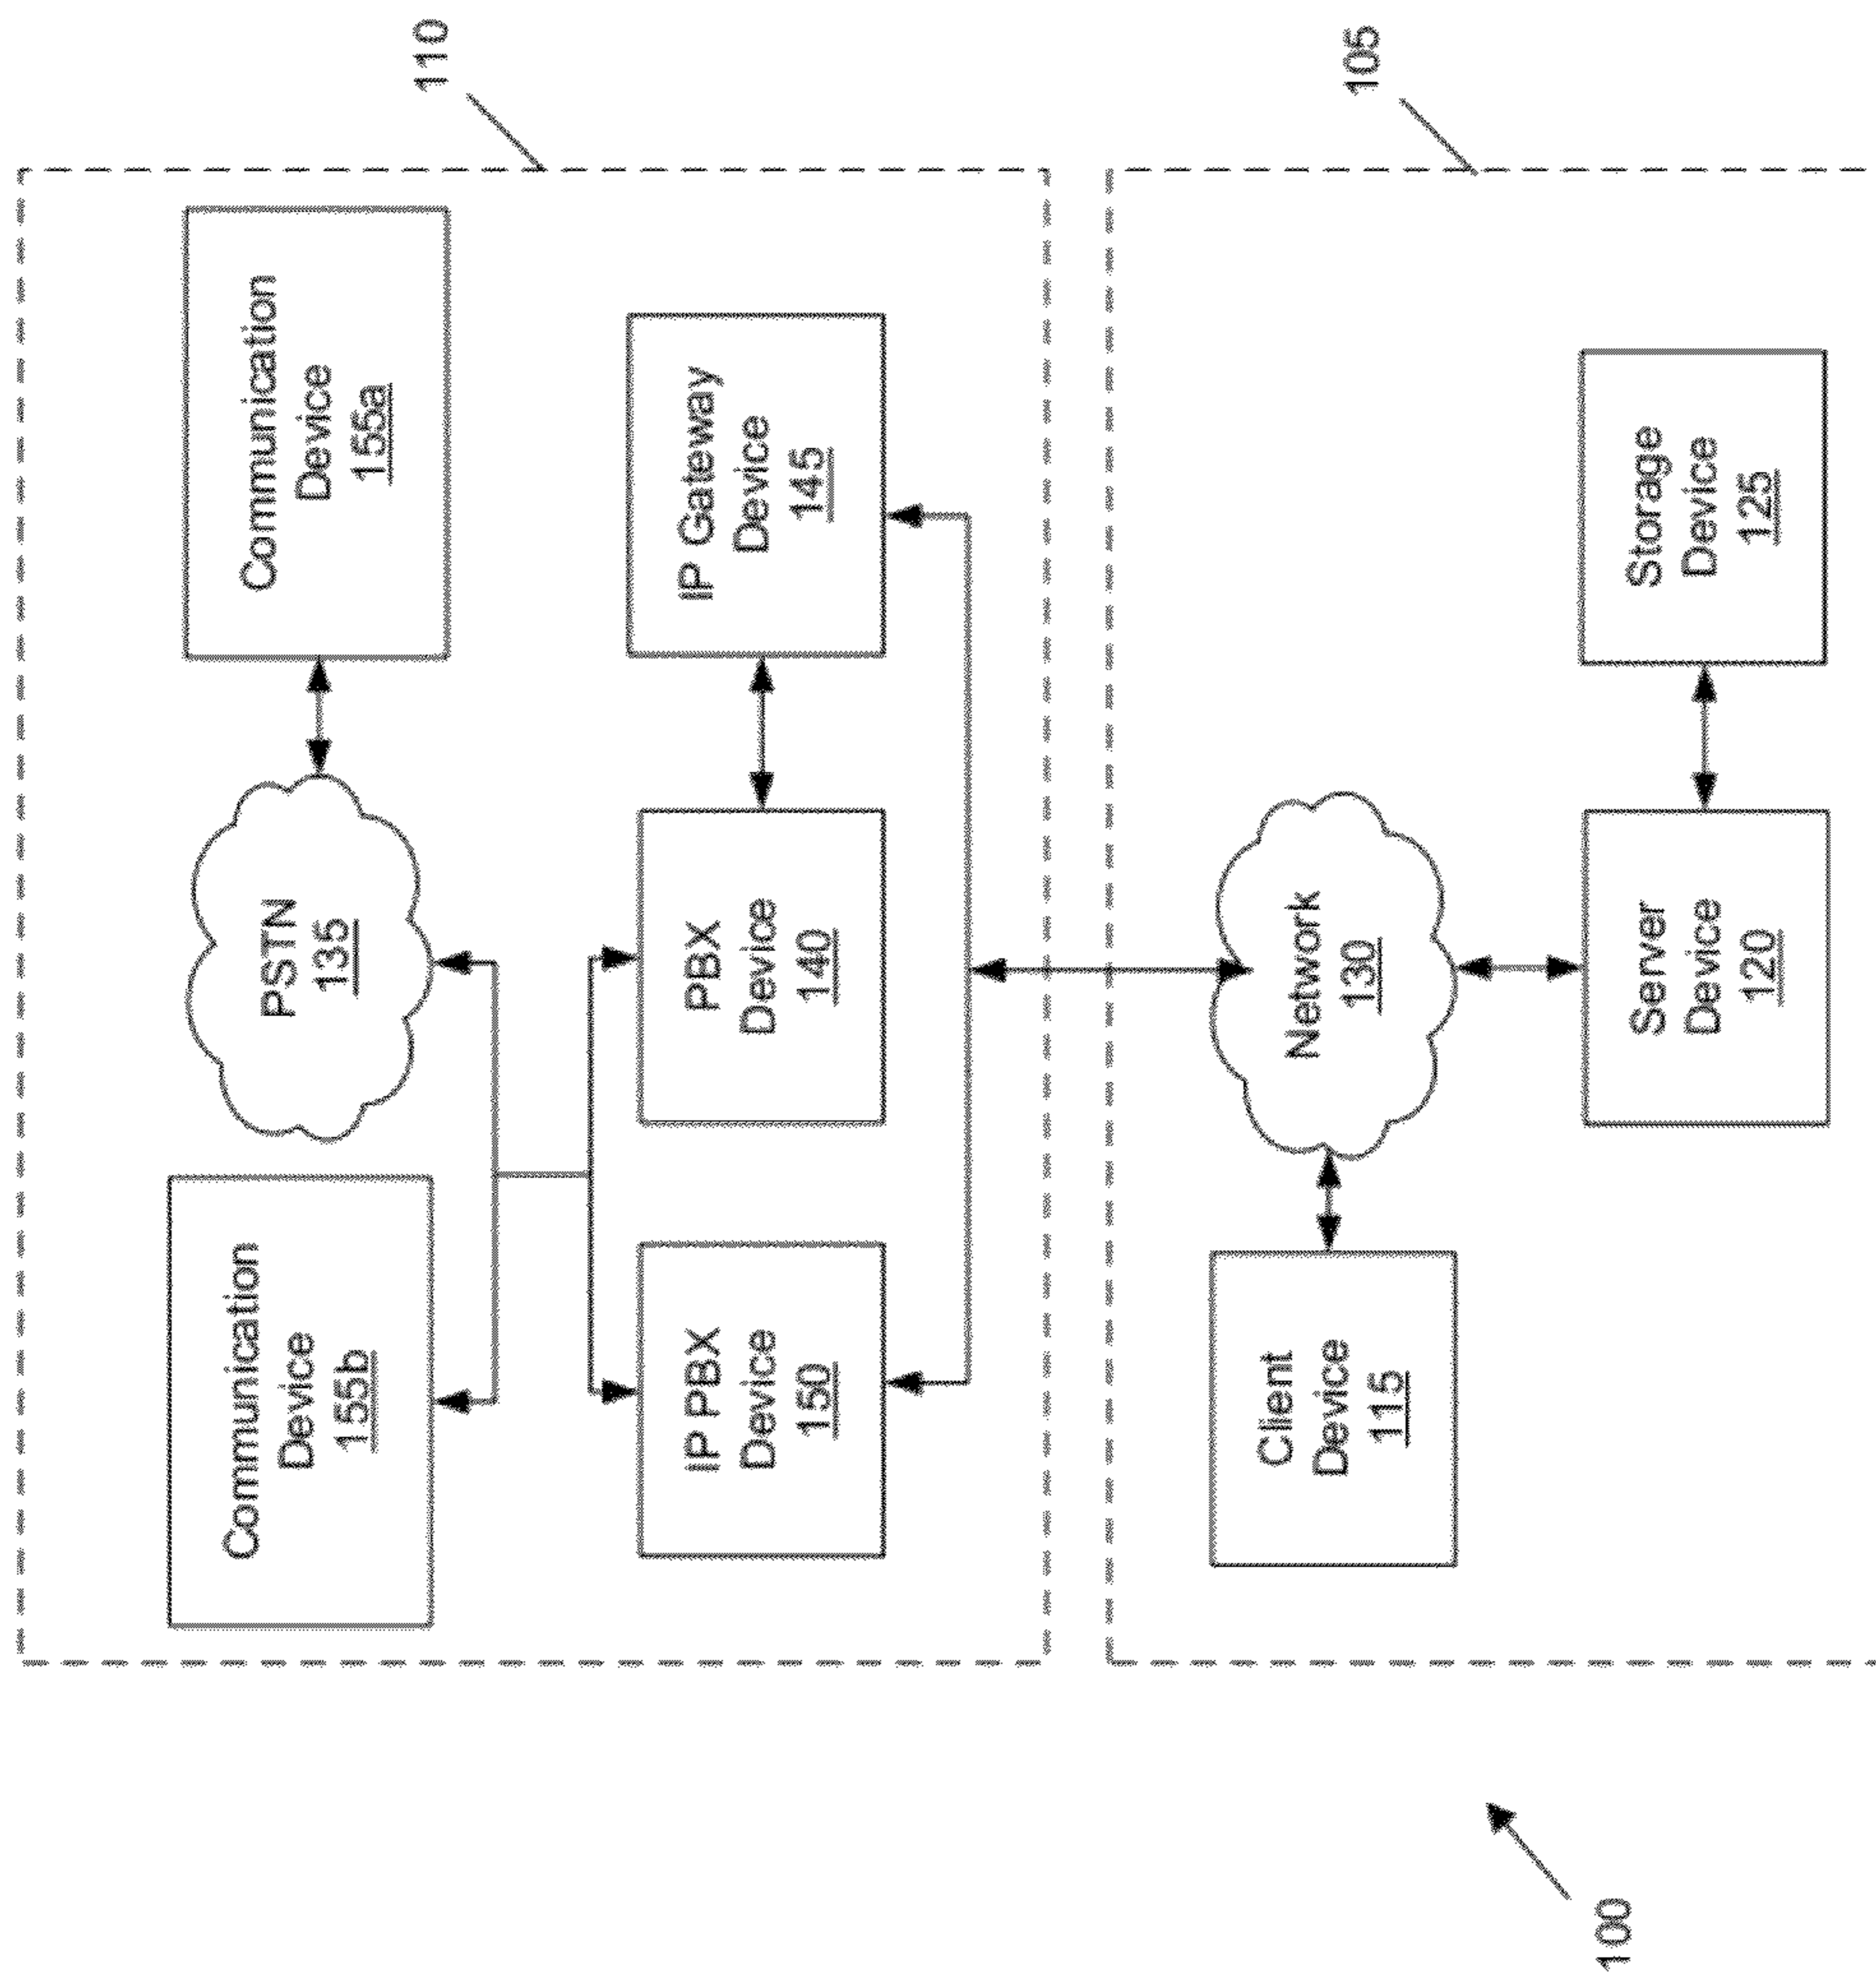 110
Communication
Device
155b
PSTN
135
Communication
Device
155a
IP PBX
Device
150
PBX
Device
140
IP Gateway
Device
145
105
Client
Device
115
Network
130
Server
Device
120
Storage
Device
125
100